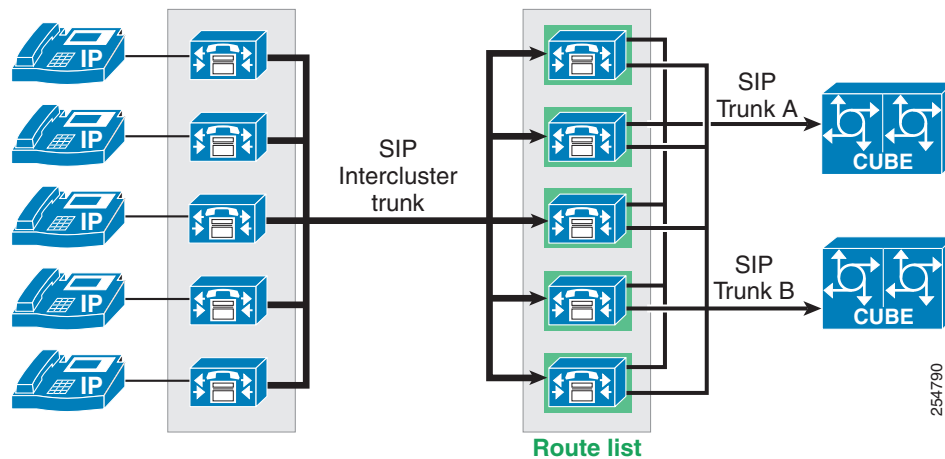 IP
IP
IP
IP
IP
SIP
Intercluster
trunk
SIP
Trunk A
SIP
Trunk B
CUBE
CUBE
Route list
254790